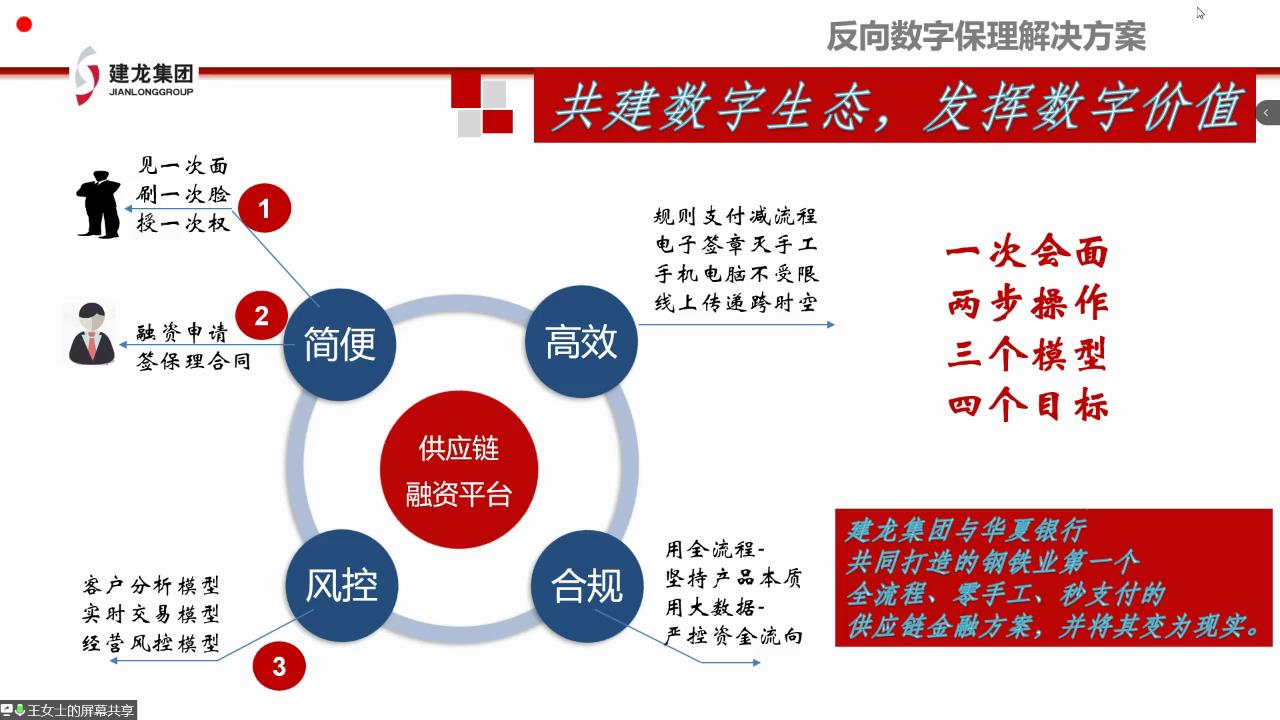 反向数字保理解决方案
建龙集团
JIANLONGGROUP
共建数字生态，发挥数字价值
见一次面
刷一次脸
授一次权
1
2
融资申请
签保理合同
简便
高效
规则支付减流程
电子签章灭手工
手机电脑不受限
线上传递跨时空
一次会面
两步操作
三个模型
四个目标
供应链
融资平台
风控
合规
客户分析模型
实时交易模型
经营风控模型
3
用全流程-
坚持产品本质
用大数据-
严控资金流向
建龙集团与华夏银行
共同打造的钢铁业第一个
全流程、零手工、秒支付的
供应链金融方案，并将其变为现实。
王女士的屏幕共享